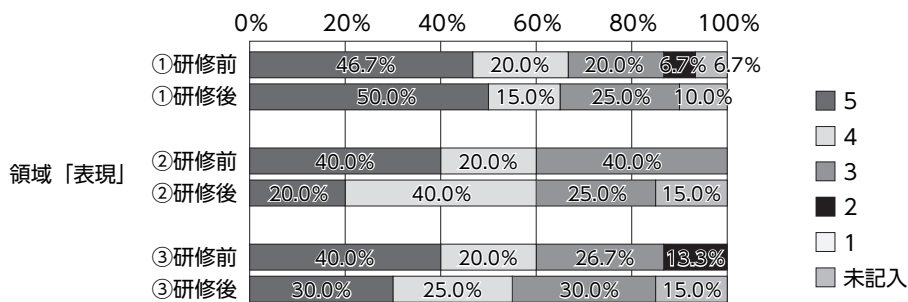 0% 20% 40% 60% 80% 100%
①研修前 46.7% 20.0% 20.0% 6.7% 6.7%
①研修後 50.0% 15.0% 25.0% 10.0%
領域「表現」
②研修前 40.0% 20.0% 40.0%
②研修後 20.0% 40.0% 25.0% 15.0%
③研修前 40.0% 20.0% 26.7% 13.3%
③研修後 30.0% 25.0% 30.0% 15.0%
5
4
3
2
1
未記入